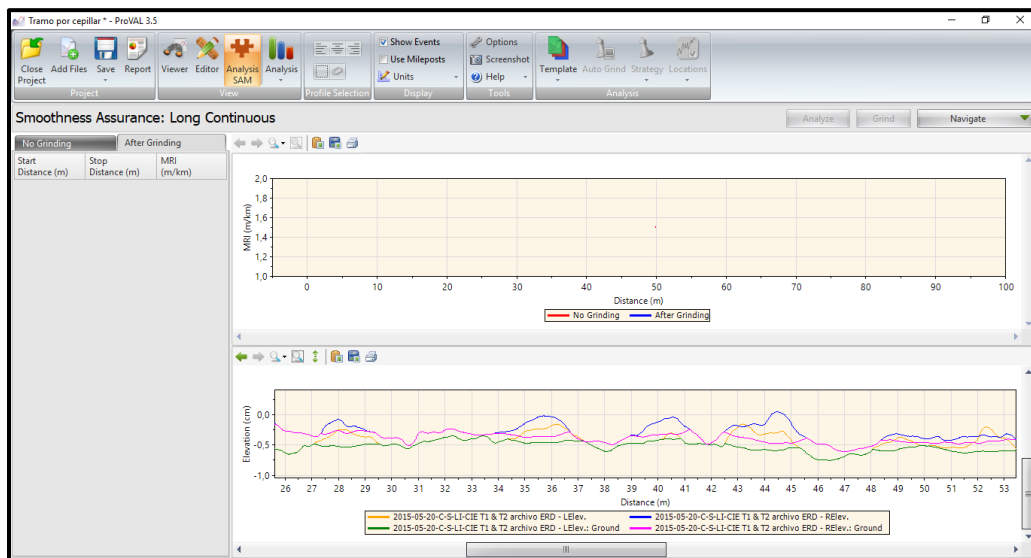 Tramo por cepillar * - ProVAL 3.5
Close Project
Add Files
Save
Report
Project
Viewer
Editor
Analysis SAM
Analysis
View
Profile Selection
Show Events
Use Mileposts
Units
Display
Options
Screenshot
Help
Tools
Template
Auto Grind
Strategy
Locations
Analysis
Smoothness Assurance: Long Continuous
Analyze
Grind
Navigate
No Grinding
After Grinding
Start Distance (m)
Stop Distance (m)
MRI (m/km)
MRI (m/km)
2,0
1,8
1,6
1,4
1,2
1,0
0 10 20 30 40 50 60 70 80 90 100
Distance (m)
No Grinding After Grinding
Elevation (cm)
0,0
-0,5
-1,0
26 27 28 29 30 31 32 33 34 35 36 37 38 39 40 41 42 43 44 45 46 47 48 49 50 51 52 53
Distance (m)
2015-05-20-C-S-LI-CIE T1 & T2 archivo ERD - LElev. 2015-05-20-C-S-LI-CIE T1 & T2 archivo ERD - RElev.
2015-05-20-C-S-LI-CIE T1 & T2 archivo ERD - LElev.: Ground 2015-05-20-C-S-LI-CIE T1 & T2 archivo ERD - RElev.: Ground